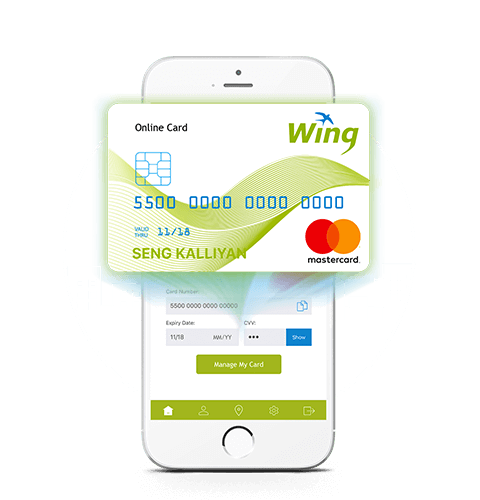 Online Card
Wing
5500 0000 0000 0000
VALID THRU 11/18
SENG KALLIYAN
mastercard.
Card Number:
5500 0000 0000 00000
Expiry Date: CVV:
11/18 MM/YY ••• Show
Manage My Card